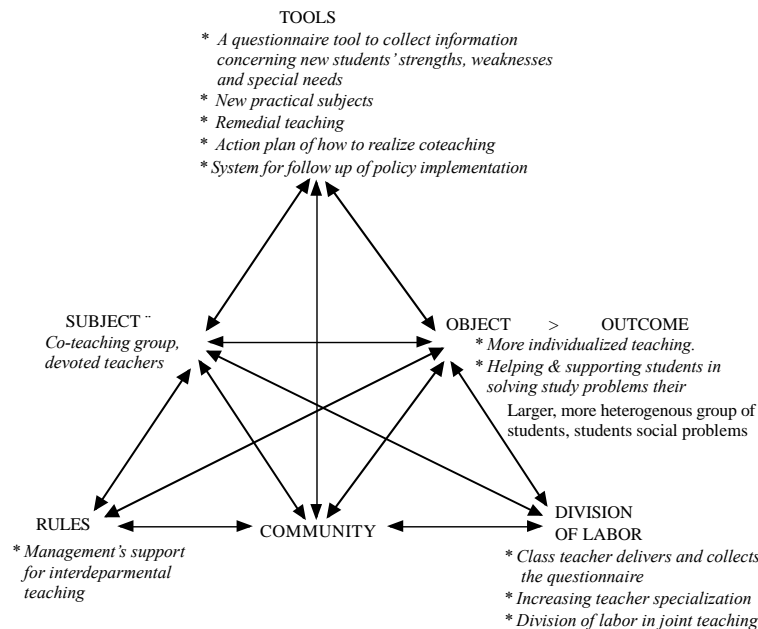 TOOLS
* A questionnaire tool to collect information
concerning new students' strengths, weaknesses
and special needs
* New practical subjects
* Remedial teaching
* Action plan of how to realize coteaching
* System for follow up of policy implementation
SUBJECT ¨
Co-teaching group,
devoted teachers
OBJECT > OUTCOME
* More individualized teaching.
* Helping & supporting students in
solving study problems their
Larger, more heterogenous group of
students, students social problems
RULES
* Management's support
for interdeparmental
teaching
COMMUNITY
DIVISION
OF LABOR
* Class teacher delivers and collects
the questionnaire
* Increasing teacher specialization
* Division of labor in joint teaching